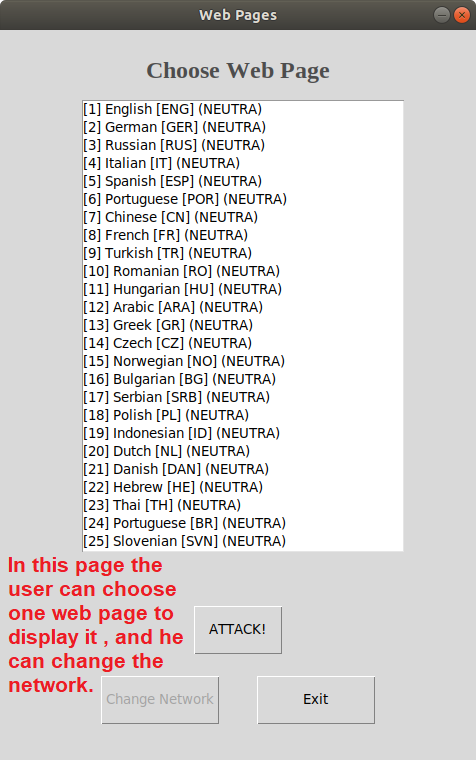 Web Pages
Choose Web Page
[1] English [ENG] (NEUTRA)
[2] German [GER] (NEUTRA)
[3] Russian [RUS] (NEUTRA)
[4] Italian [IT] (NEUTRA)
[5] Spanish [ESP] (NEUTRA)
[6] Portuguese [POR] (NEUTRA)
[7] Chinese [CN] (NEUTRA)
[8] French [FR] (NEUTRA)
[9] Turkish [TR] (NEUTRA)
[10] Romanian [RO] (NEUTRA)
[11] Hungarian [HU] (NEUTRA)
[12] Arabic [ARA] (NEUTRA)
[13] Greek [GR] (NEUTRA)
[14] Czech [CZ] (NEUTRA)
[15] Norwegian [NO] (NEUTRA)
[16] Bulgarian [BG] (NEUTRA)
[17] Serbian [SRB] (NEUTRA)
[18] Polish [PL] (NEUTRA)
[19] Indonesian [ID] (NEUTRA)
[20] Dutch [NL] (NEUTRA)
[21] Danish [DAN] (NEUTRA)
[22] Hebrew [HE] (NEUTRA)
[23] Thai [TH] (NEUTRA)
[24] Portuguese [BR] (NEUTRA)
[25] Slovenian [SVN] (NEUTRA)
In this page the
user can choose
one web page to
display it , and he
can change the
network.
ATTACK!
Change Network
Exit